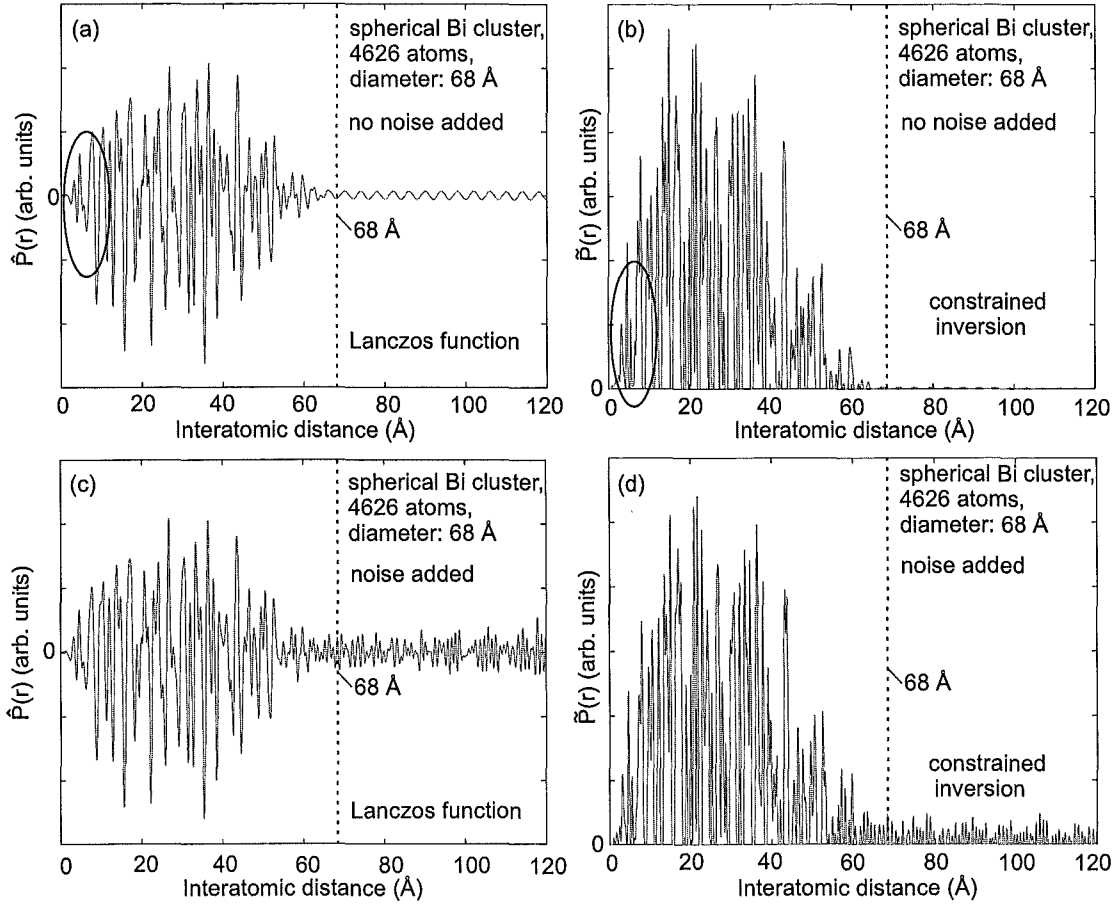 (a)
spherical Bi cluster,
4626 atoms,
diameter: 68 Å
no noise added
68 Å
Lanczos function
P̂(r) (arb. units)
0
0 20 40 60 80 100 120
Interatomic distance (Å)
(b)
spherical Bi cluster,
4626 atoms,
diameter: 68 Å
no noise added
68 Å
constrained
inversion
P̃(r) (arb. units)
0
0 20 40 60 80 100 120
Interatomic distance (Å)
(c)
spherical Bi cluster,
4626 atoms,
diameter: 68 Å
noise added
68 Å
Lanczos function
P̂(r) (arb. units)
0
0 20 40 60 80 100 120
Interatomic distance (Å)
(d)
spherical Bi cluster,
4626 atoms,
diameter: 68 Å
noise added
68 Å
constrained
inversion
P̃(r) (arb. units)
0
0 20 40 60 80 100 120
Interatomic distance (Å)